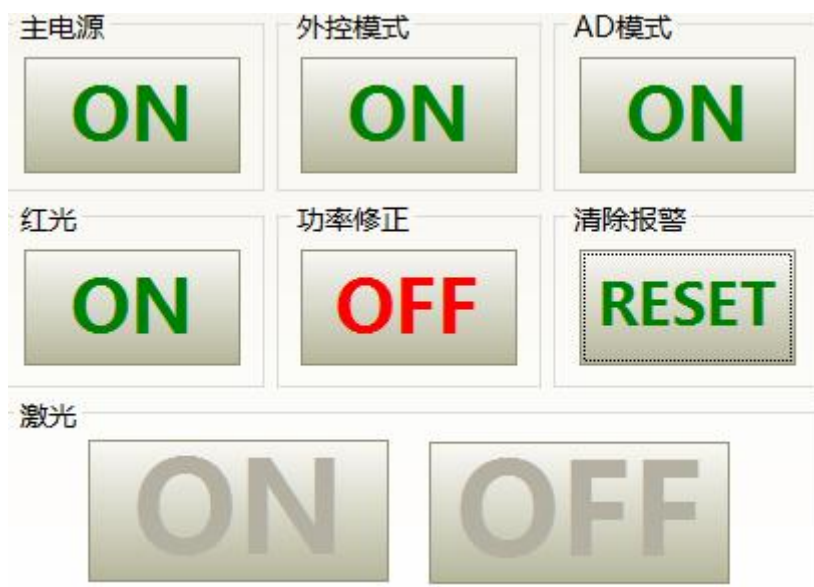 主电源 外控模式 AD模式
ON ON ON
红光 功率修正 清除报警
ON OFF RESET
激光
ON OFF